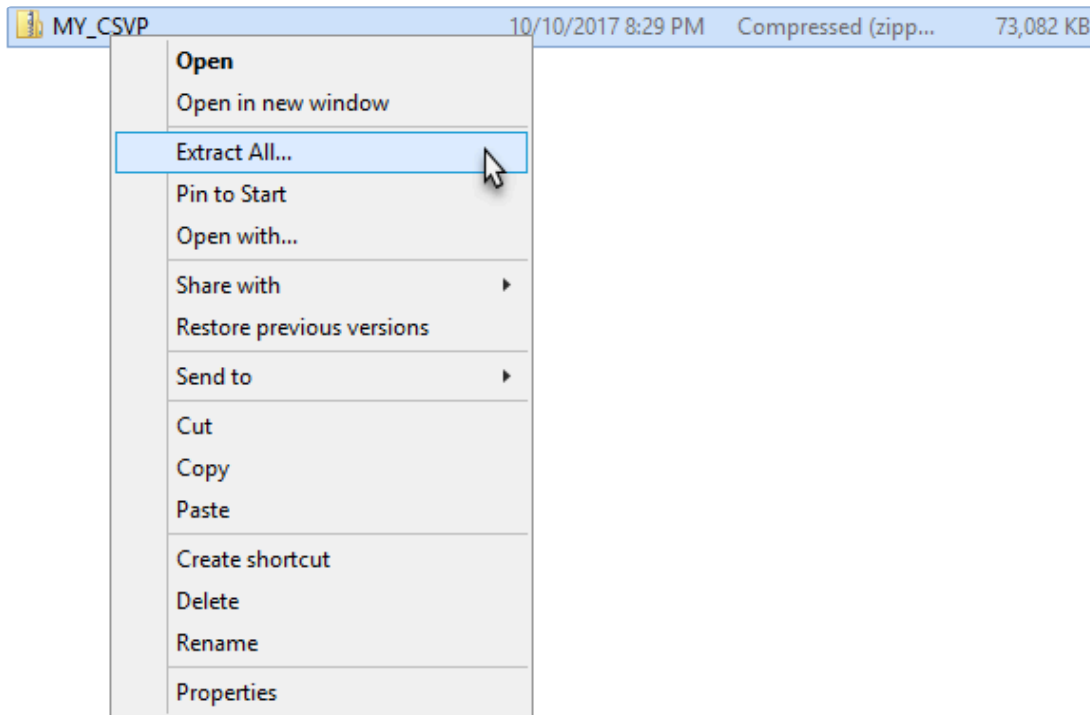 MY_CSVP 10/10/2017 8:29 PM Compressed (zipp... 73,082 KB
Open
Open in new window
Extract All...
Pin to Start
Open with...
Share with
Restore previous versions
Send to
Cut
Copy
Paste
Create shortcut
Delete
Rename
Properties